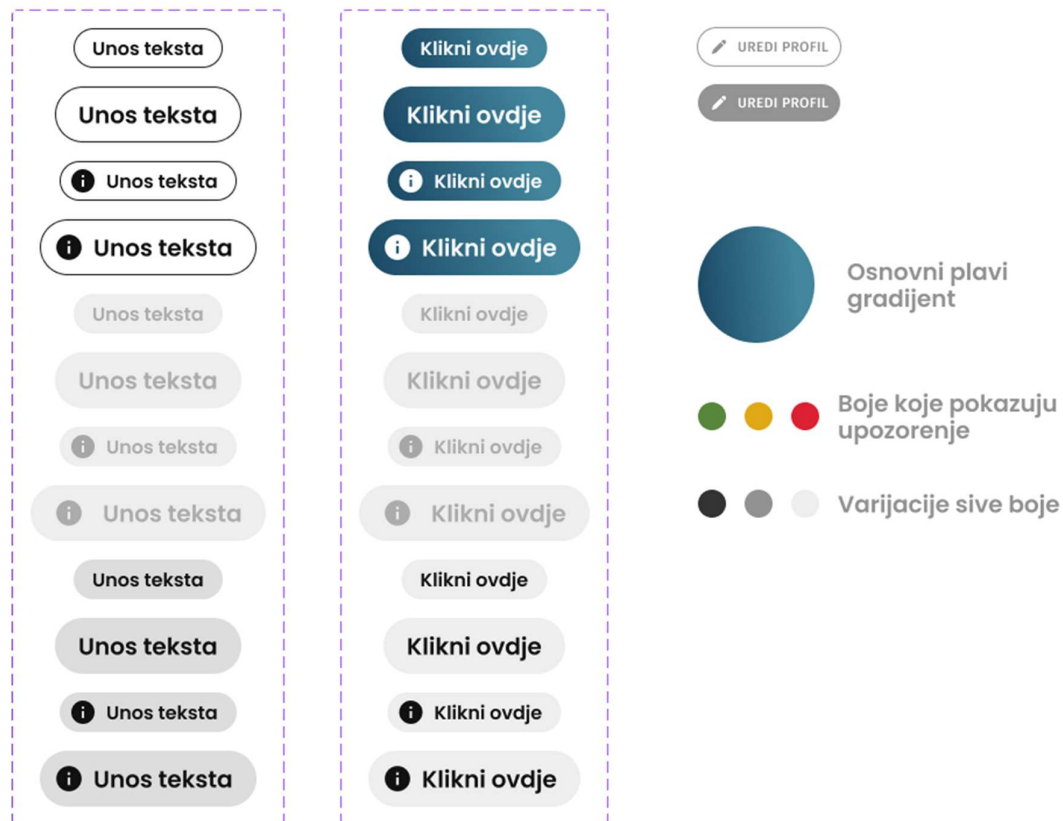 Unos teksta
Unos teksta
Unos teksta
Unos teksta
Unos teksta
Unos teksta
Unos teksta
Unos teksta
Unos teksta
Unos teksta
Unos teksta
Unos teksta
Klikni ovdje
Klikni ovdje
Klikni ovdje
Klikni ovdje
Klikni ovdje
Klikni ovdje
Klikni ovdje
Klikni ovdje
Klikni ovdje
Klikni ovdje
Klikni ovdje
Klikni ovdje
UREDI PROFIL
UREDI PROFIL
Osnovni plavi
gradijent
Boje koje pokazuju
upozorenje
Varijacije sive boje